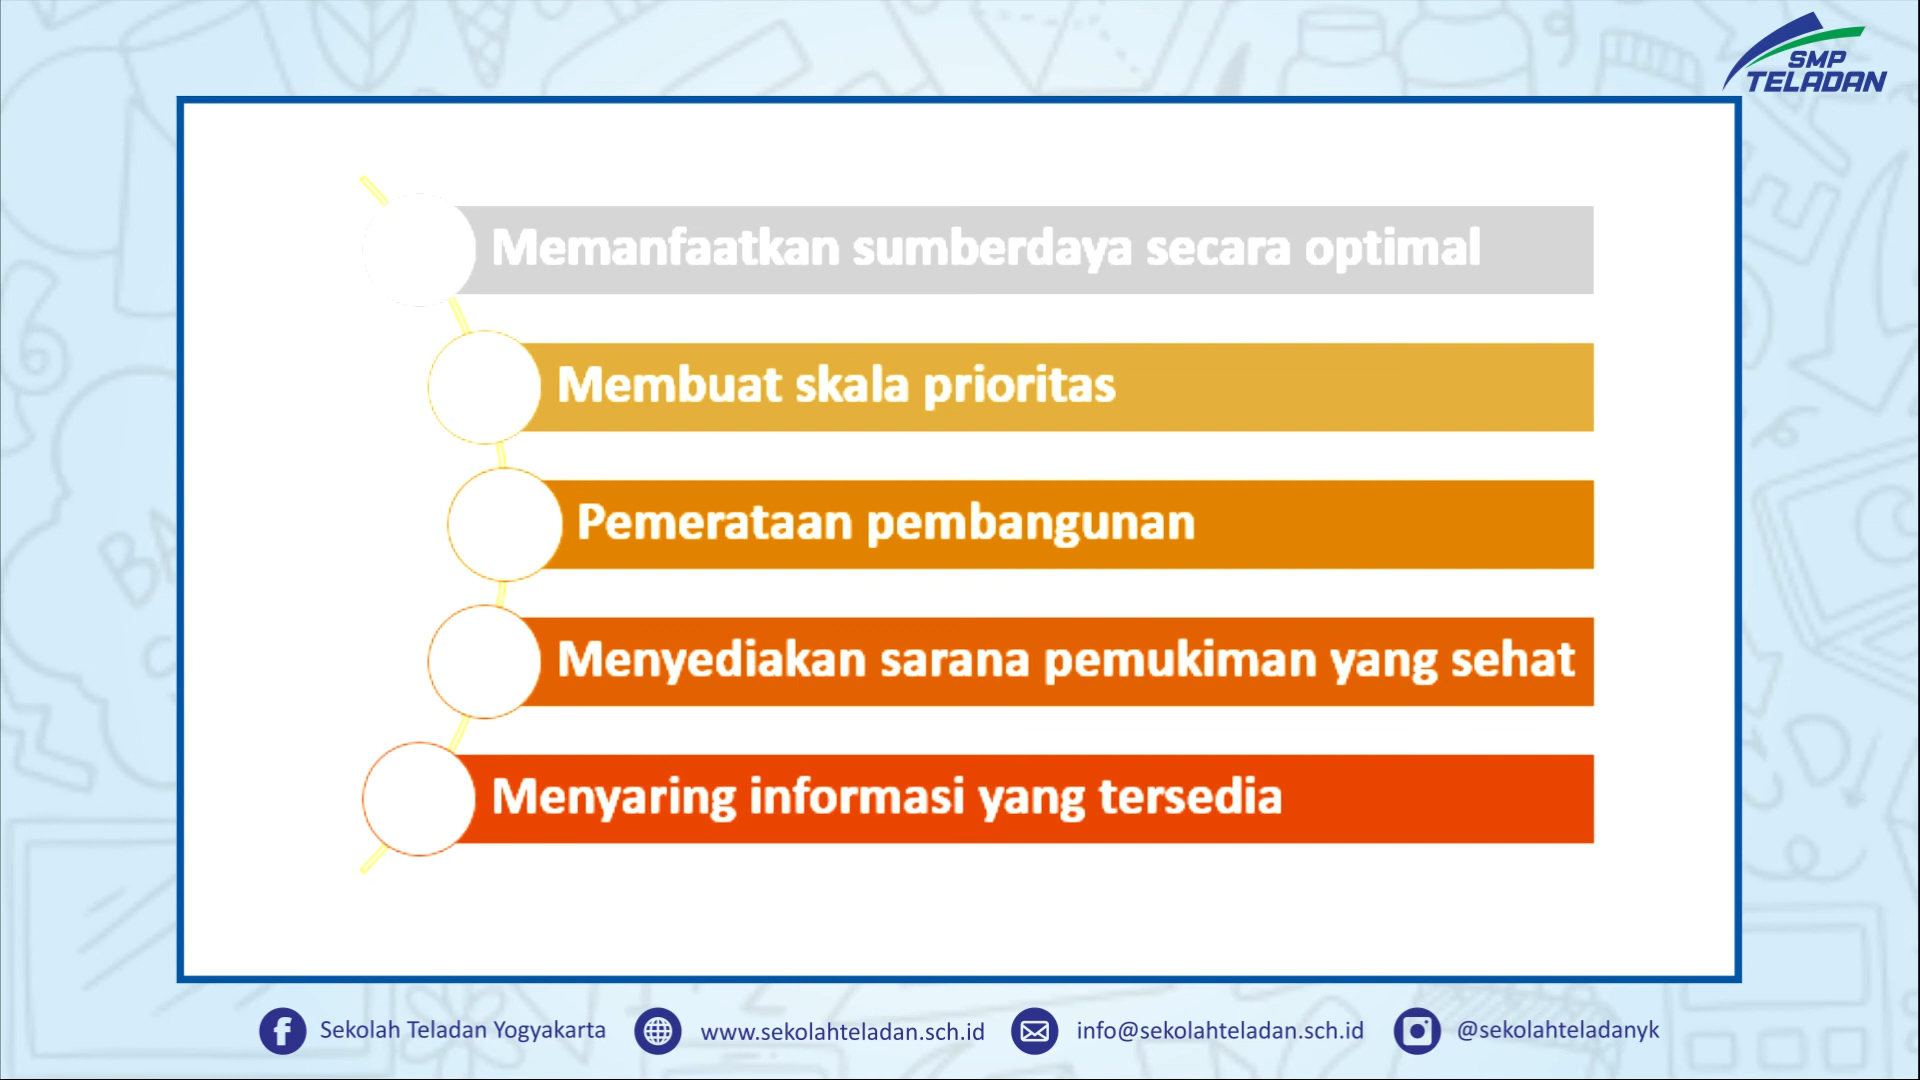 SMP
TELADAN
Memanfaatkan sumberdaya secara optimal
Membuat skala prioritas
Pemerataan pembangunan
Menyediakan sarana pemukiman yang sehat
Menyaring informasi yang tersedia
Sekolah Teladan Yogyakarta
www.sekolahteladan.sch.id
info@sekolahteladan.sch.id
@sekolahteladanyk